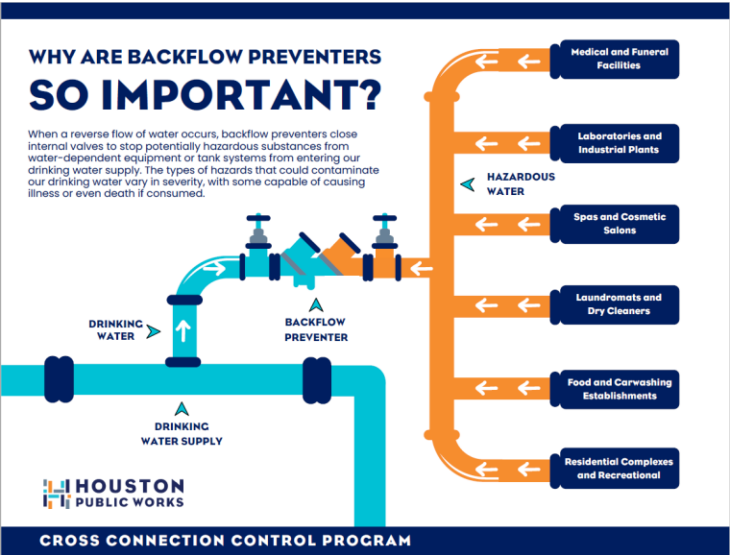 WHY ARE BACKFLOW PREVENTERS
SO IMPORTANT?
When a reverse flow of water occurs, backflow preventers close
internal valves to stop potentially hazardous substances from
water-dependent equipment or tank systems from entering our
drinking water supply. The types of hazards that could contaminate
our drinking water vary in severity, with some capable of causing
illness or even death if consumed.
Medical and Funeral
Facilities
Laboratories and
Industrial Plants
HAZARDOUS
WATER
Spas and Cosmetic
Salons
Laundromats and
Dry Cleaners
Food and Carwashing
Establishments
Residential Complexes
and Recreational
DRINKING
WATER
BACKFLOW
PREVENTER
DRINKING
WATER SUPPLY
HOUSTON
PUBLIC WORKS
CROSS CONNECTION CONTROL PROGRAM